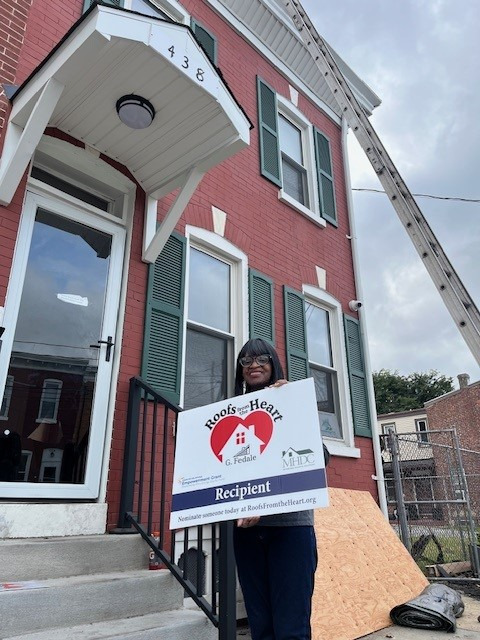 438
Roofs from the Heart
G. Fedale
Empowerment Grant
MHDC
Recipient
Nominate someone today at RoofsFromtheHeart.org